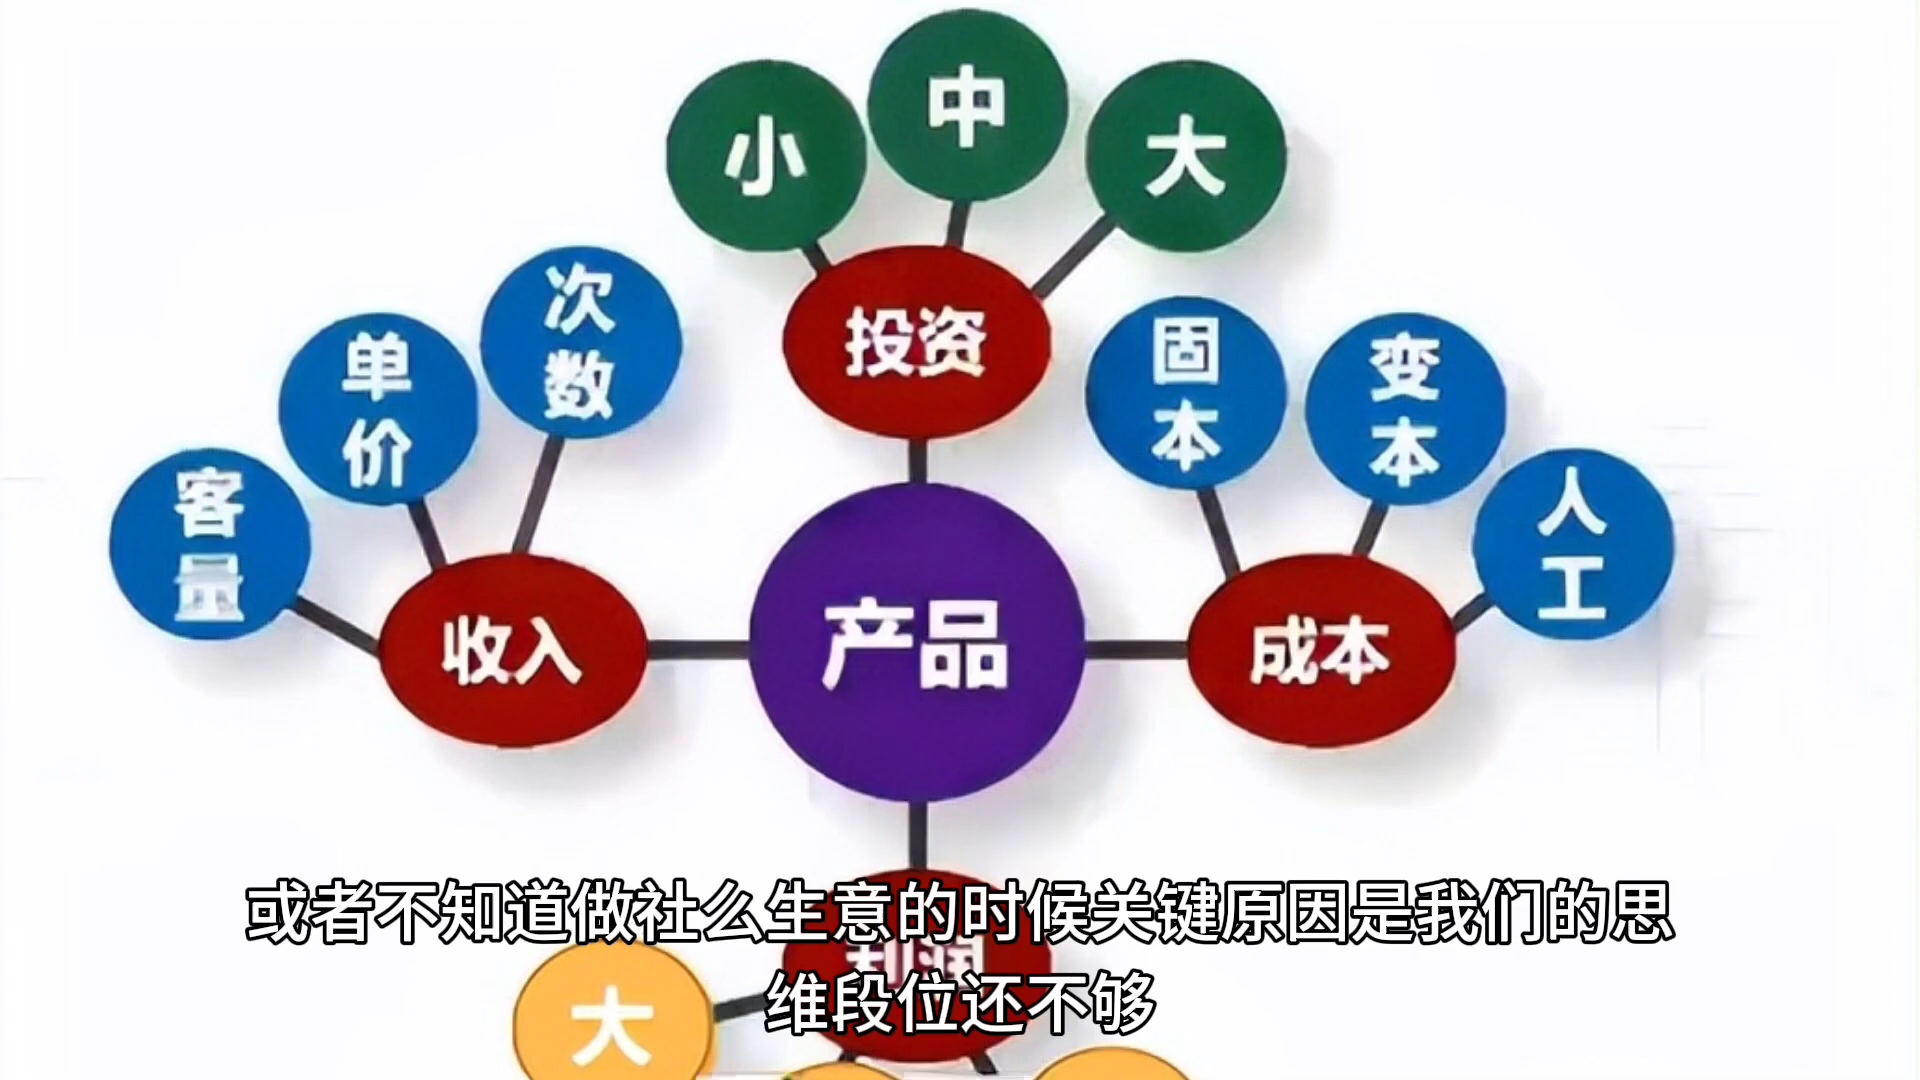 小
中
大
投资
次数
单价
客量
收入
固本
变本
人工
成本
产品
利润
大
或者不知道做社么生意的时候关键原因是我们的思
维段位还不够